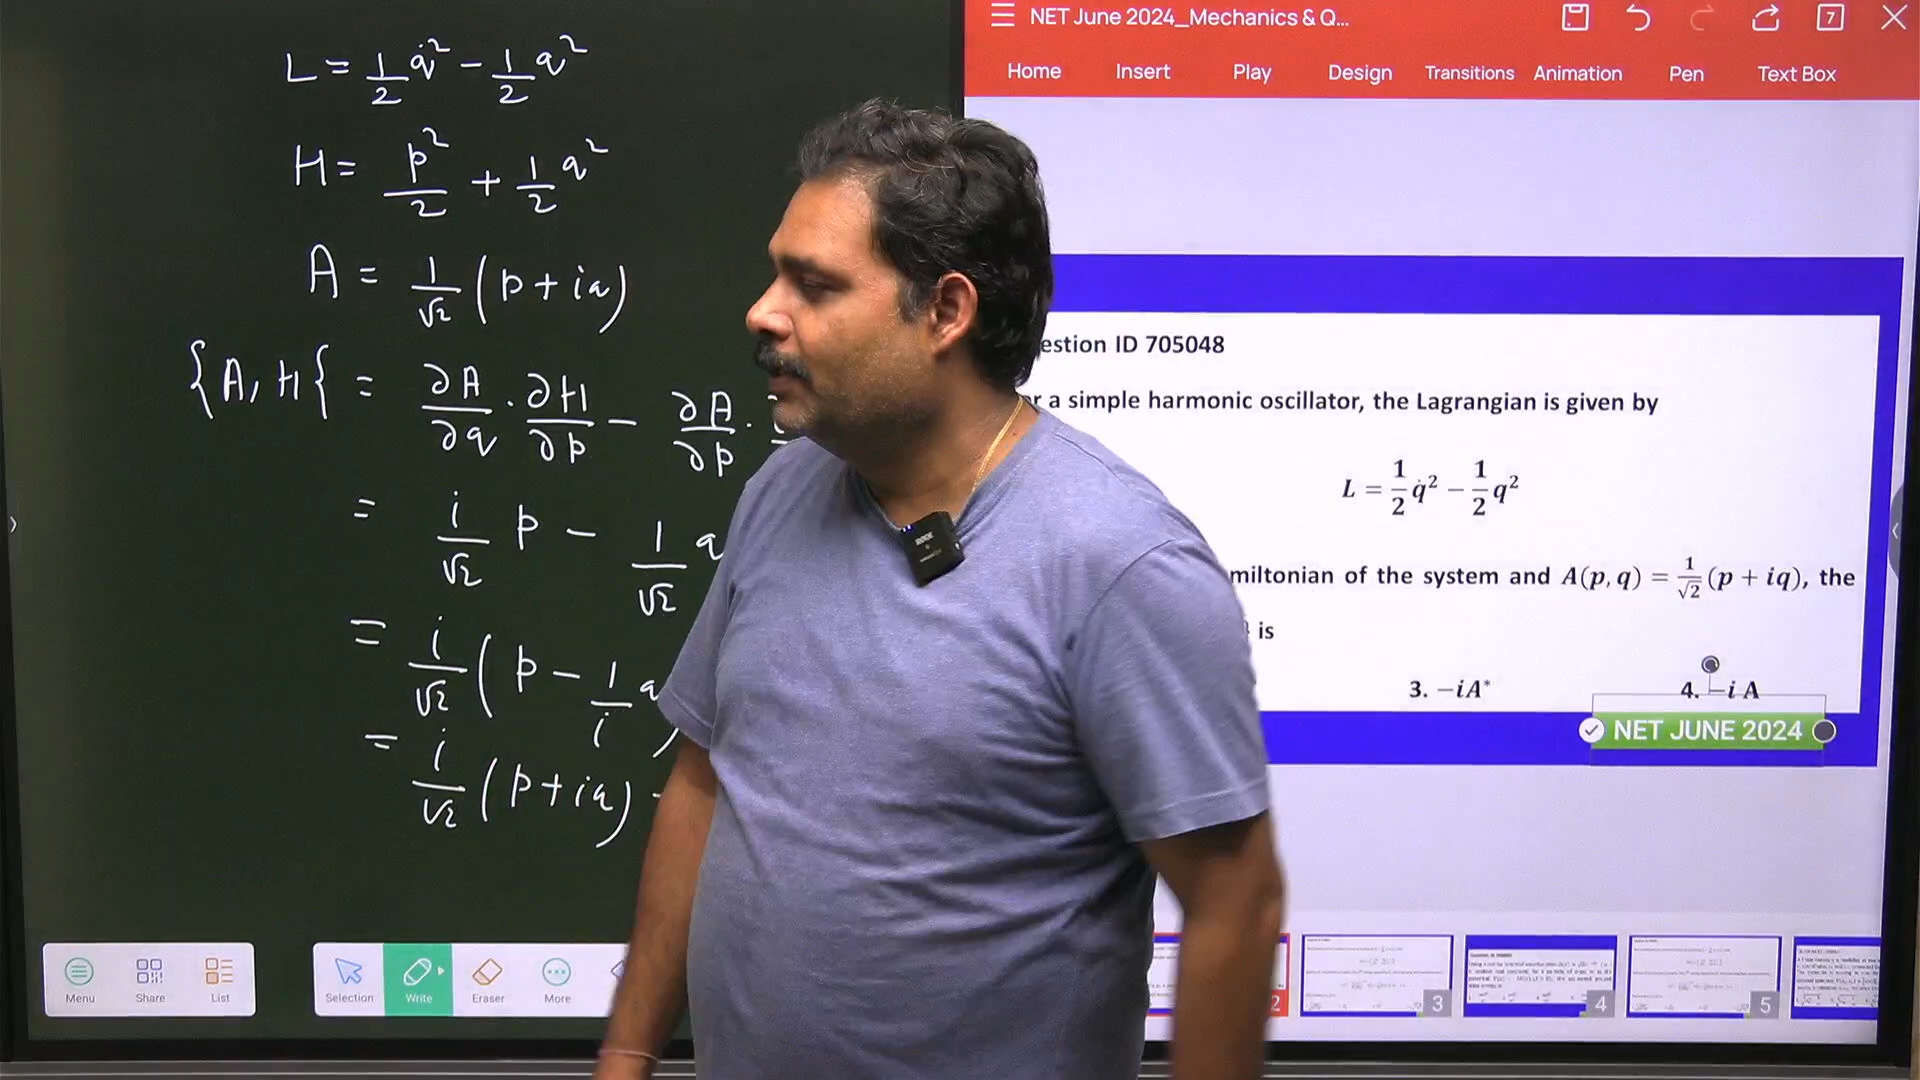 L = 1/2 q̇² - 1/2 q²
H = p²/2 + 1/2 q²
A = 1/√2 (p + iq)
{A, H} = ∂A/∂q · ∂H/∂p - ∂A/∂p ·
= i/√2 p - 1/√2 q
= i/√2 (p - 1/i q)
= i/√2 (p + iq)
Menu
Share
List
Selection
Write
Eraser
More
NET June 2024_Mechanics & Q...
7
Home Insert Play Design Transitions Animation Pen Text Box
estion ID 705048
r a simple harmonic oscillator, the Lagrangian is given by
L = 1/2 q̇² - 1/2 q²
miltonian of the system and A(p, q) = 1/√2 (p + iq), the
is
3. -iA* 4. -i A
NET JUNE 2024
2
3
4
5